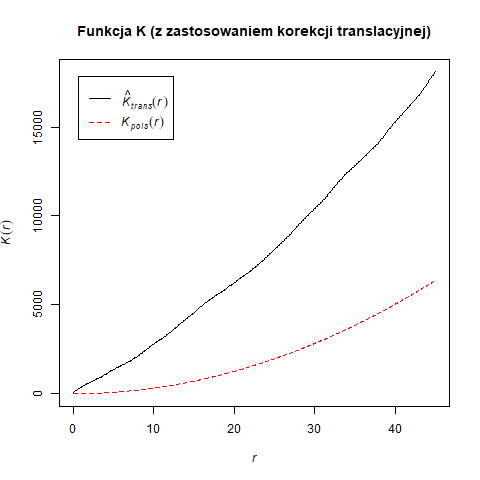 Funkcja K (z zastosowaniem korekcji translacyjnej)
K̂trans(r)
Kpois(r)
K(r)
15000
10000
5000
0
0 10 20 30 40
r